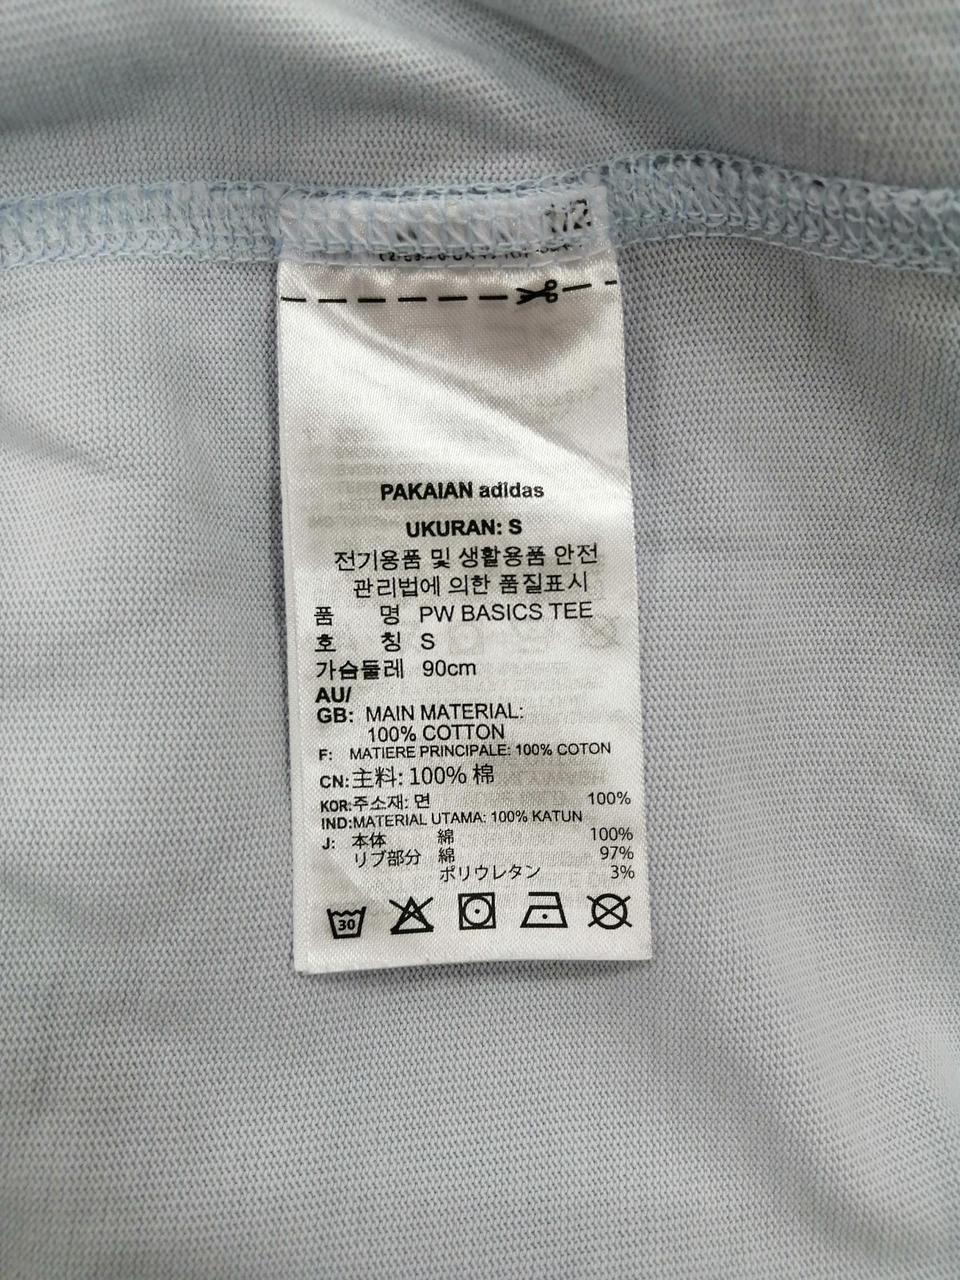 1/2
PAKAIAN adidas
UKURAN: S
전기용품 및 생활용품 안전
관리법에 의한 품질표시
품 명 PW BASICS TEE
호 칭 S
가슴둘레 90cm
AU/
GB: MAIN MATERIAL:
100% COTTON
F: MATIERE PRINCIPALE: 100% COTON
CN: 主料: 100% 棉
KOR: 주소재: 면 100%
IND: MATERIAL UTAMA: 100% KATUN
J: 本体 綿 100%
リブ部分 綿 97%
ポリウレタン 3%
30